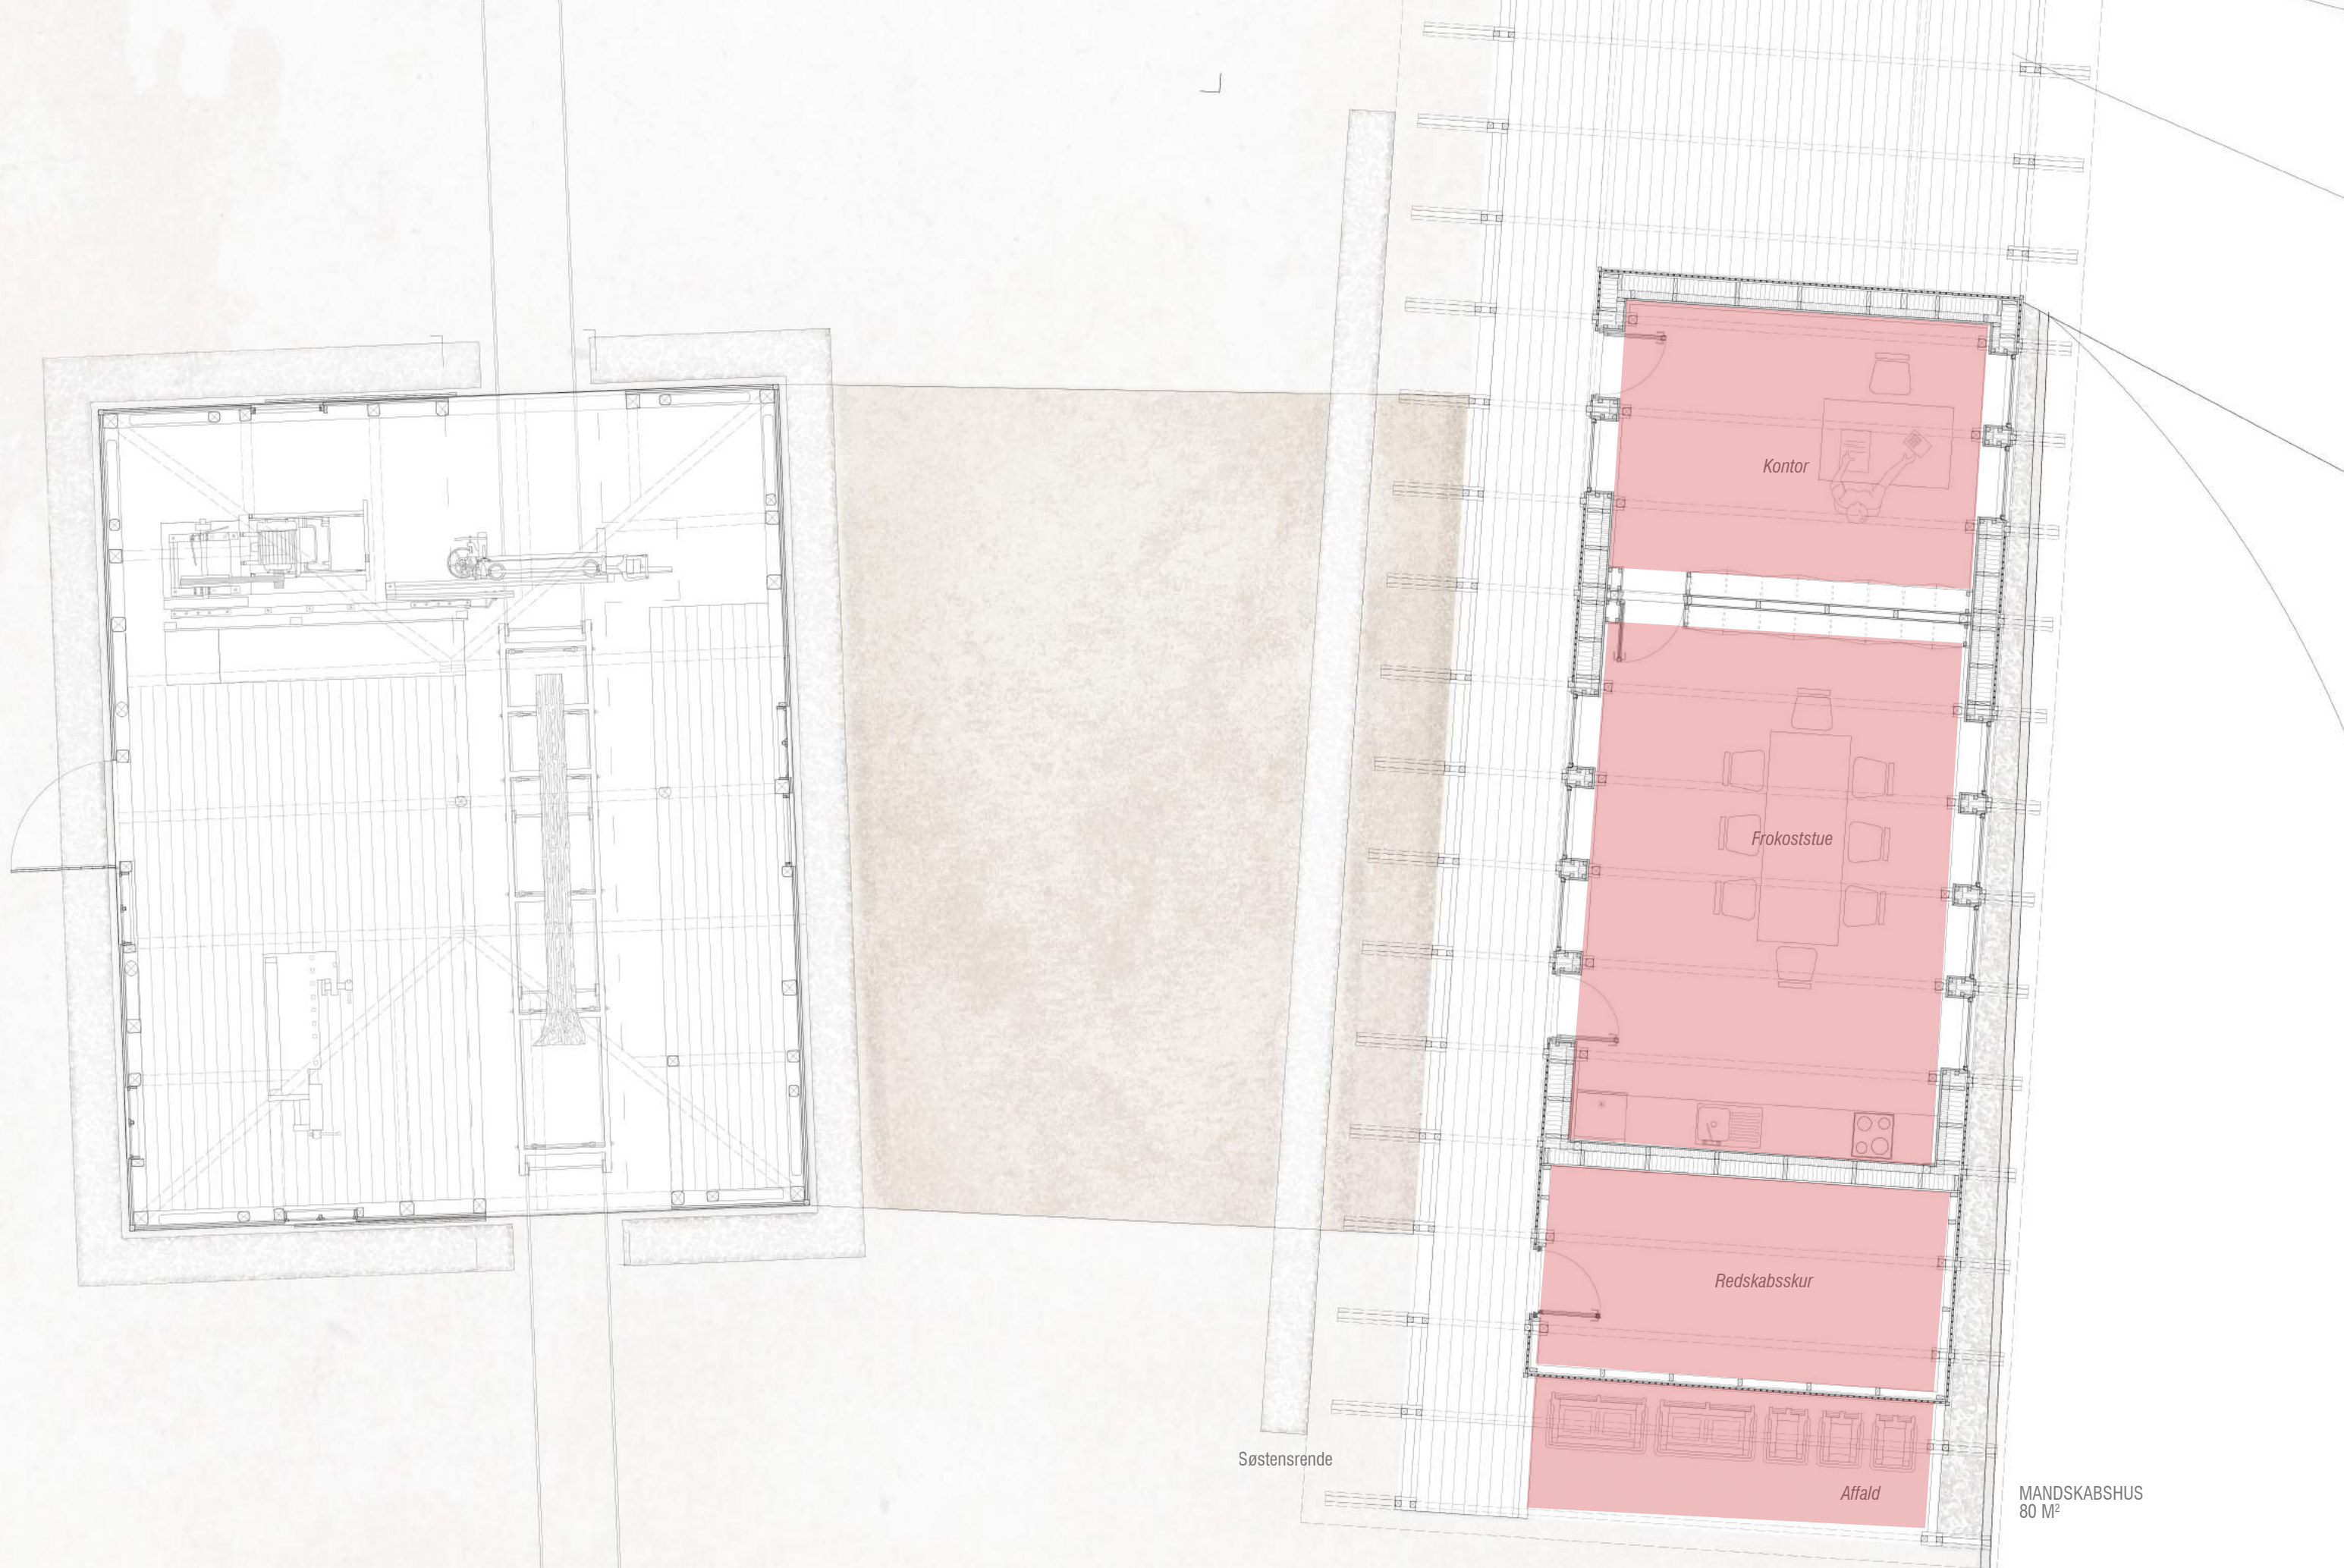 Kontor
Frokoststue
Redskabsskur
Søstensrende
Affald
MANDSKABSHUS
80 M²